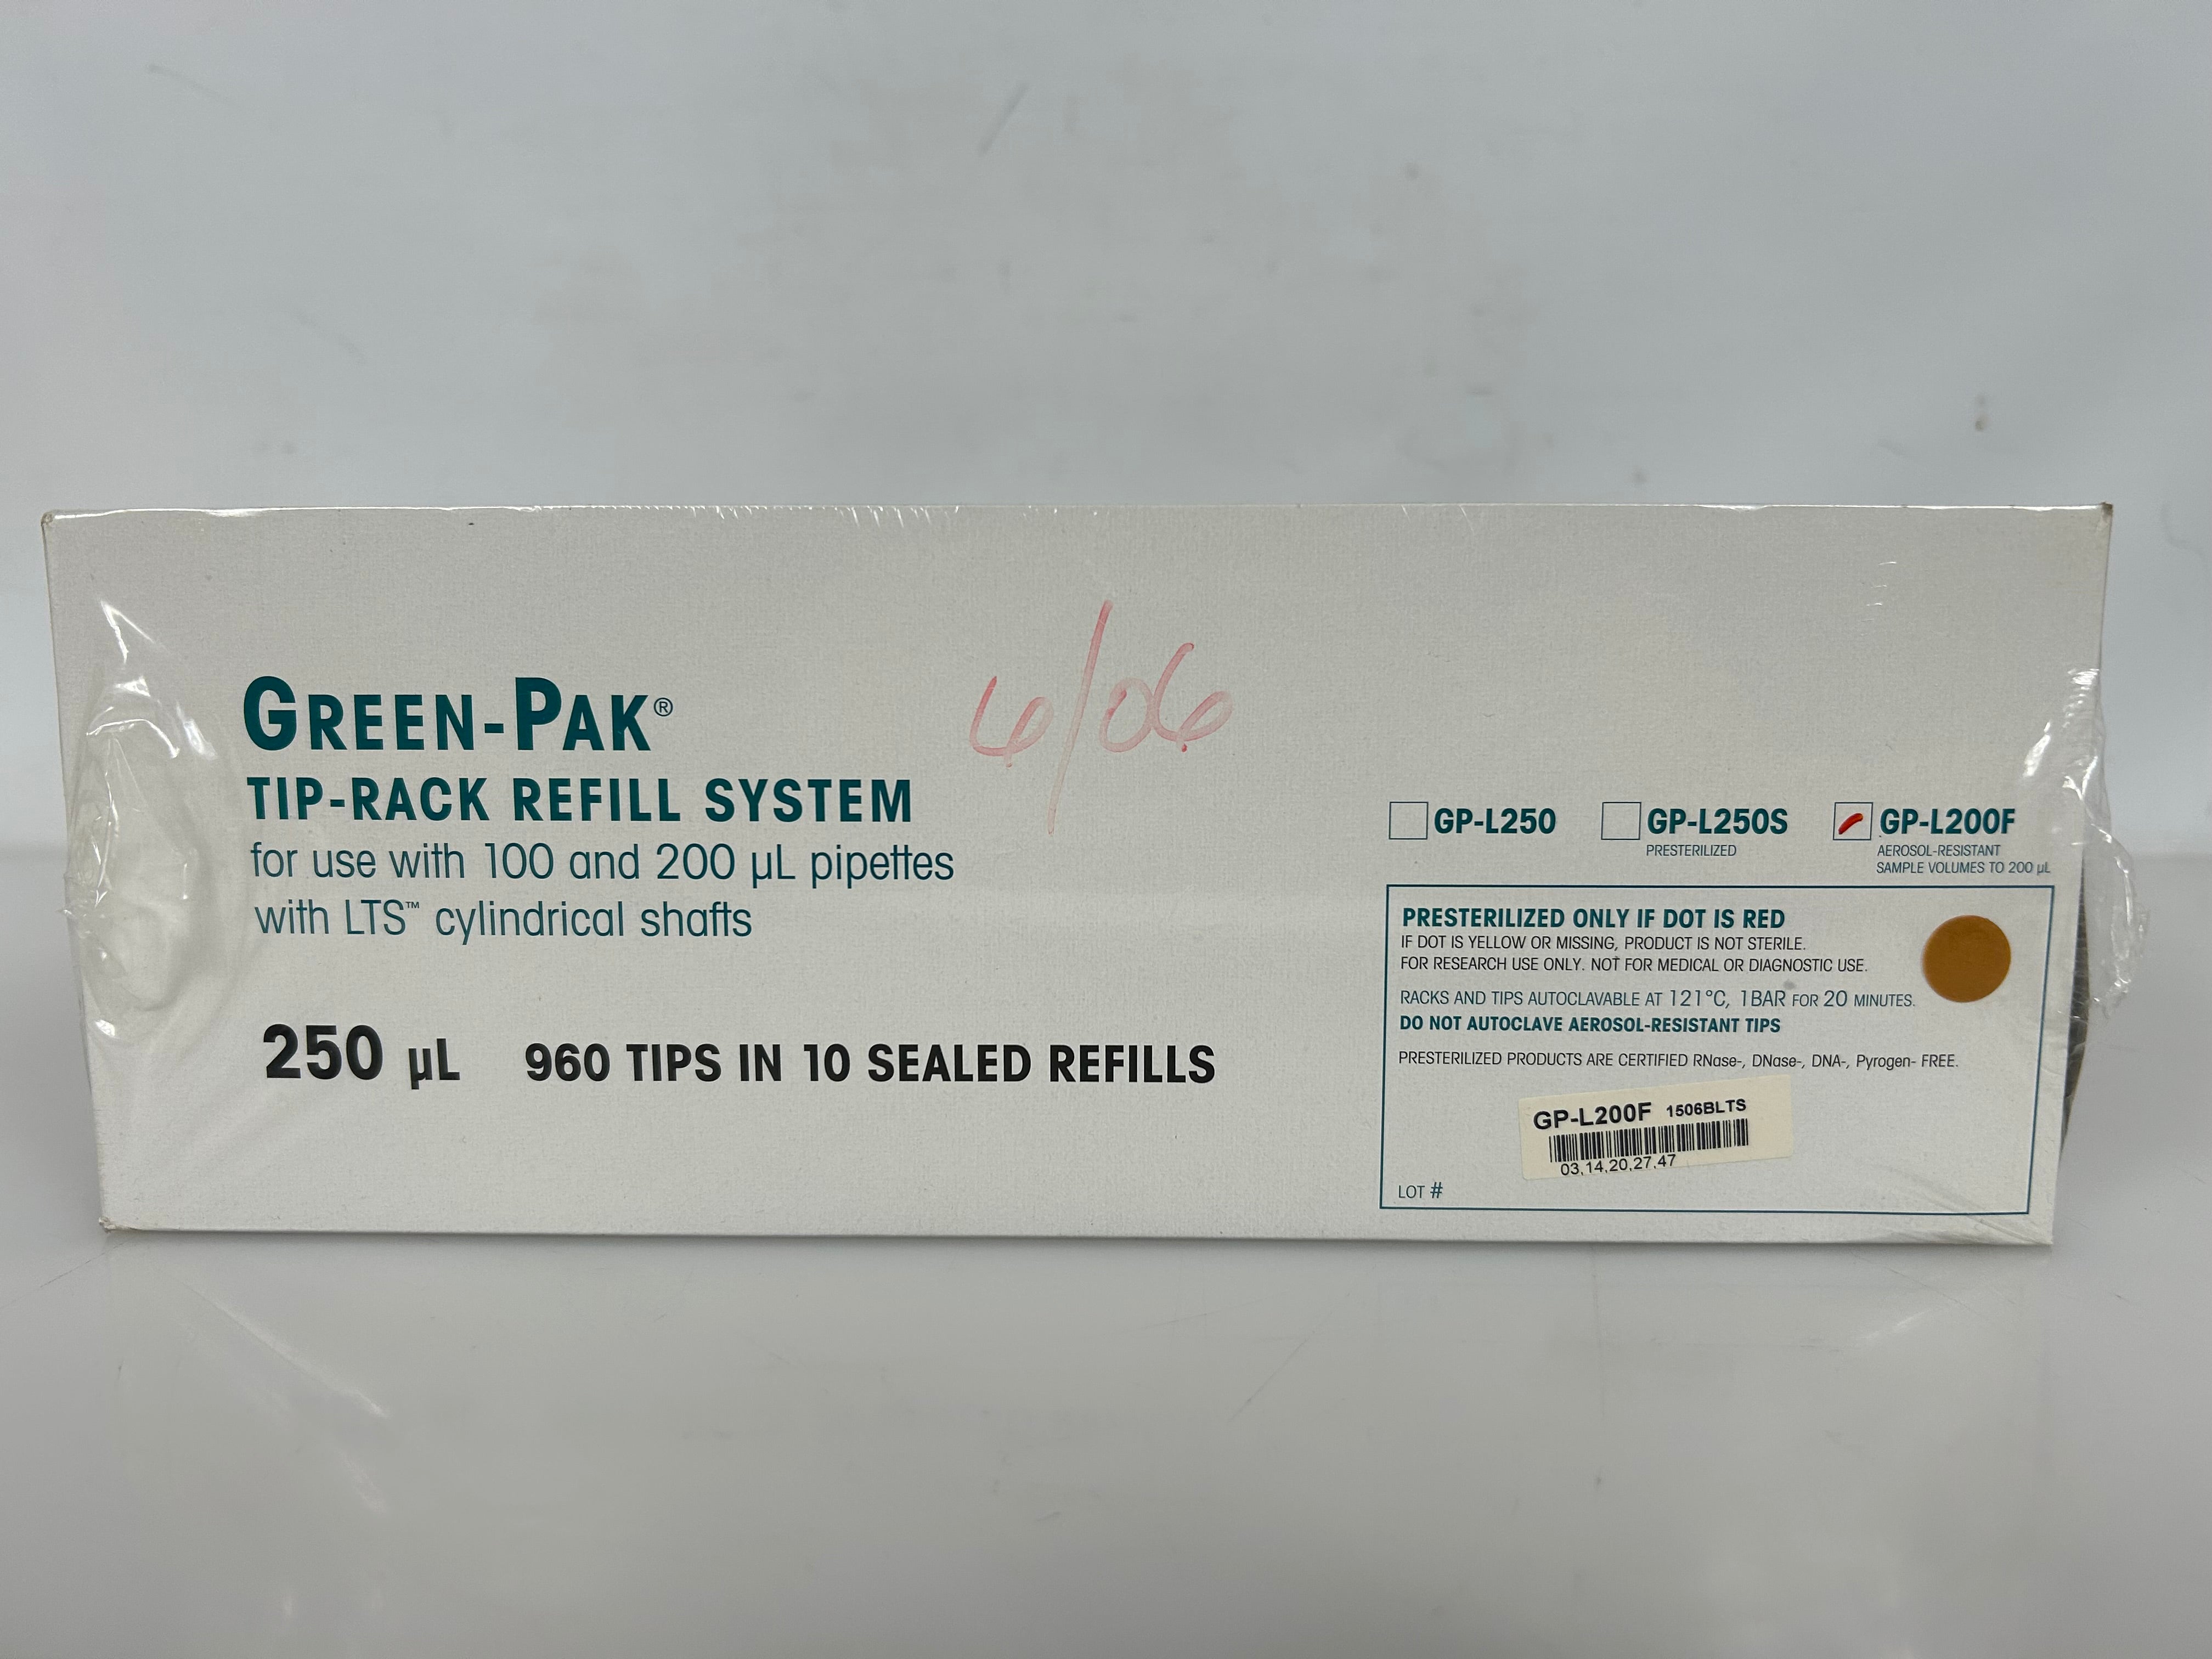 6/06
GREEN-PAK®
TIP-RACK REFILL SYSTEM
for use with 100 and 200 µL pipettes
with LTS™ cylindrical shafts
250 µL 960 TIPS IN 10 SEALED REFILLS
GP-L250 GP-L250S GP-L200F
PRESTERILIZED AEROSOL-RESISTANT
SAMPLE VOLUMES TO 200 µL
PRESTERILIZED ONLY IF DOT IS RED
IF DOT IS YELLOW OR MISSING, PRODUCT IS NOT STERILE.
FOR RESEARCH USE ONLY. NOT FOR MEDICAL OR DIAGNOSTIC USE.
RACKS AND TIPS AUTOCLAVABLE AT 121°C, 1BAR FOR 20 MINUTES.
DO NOT AUTOCLAVE AEROSOL-RESISTANT TIPS
PRESTERILIZED PRODUCTS ARE CERTIFIED RNase-, DNase-, DNA-, Pyrogen- FREE.
GP-L200F 1506BLTS
03,14,20,27,47
LOT #